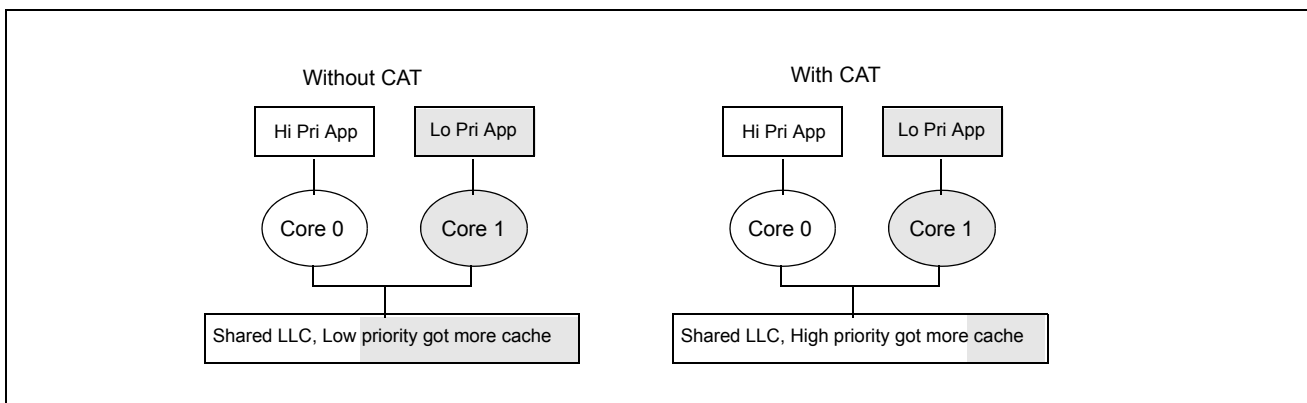 Without CAT
Hi Pri App
Lo Pri App
Core 0
Core 1
Shared LLC, Low priority got more cache
With CAT
Hi Pri App
Lo Pri App
Core 0
Core 1
Shared LLC, High priority got more cache